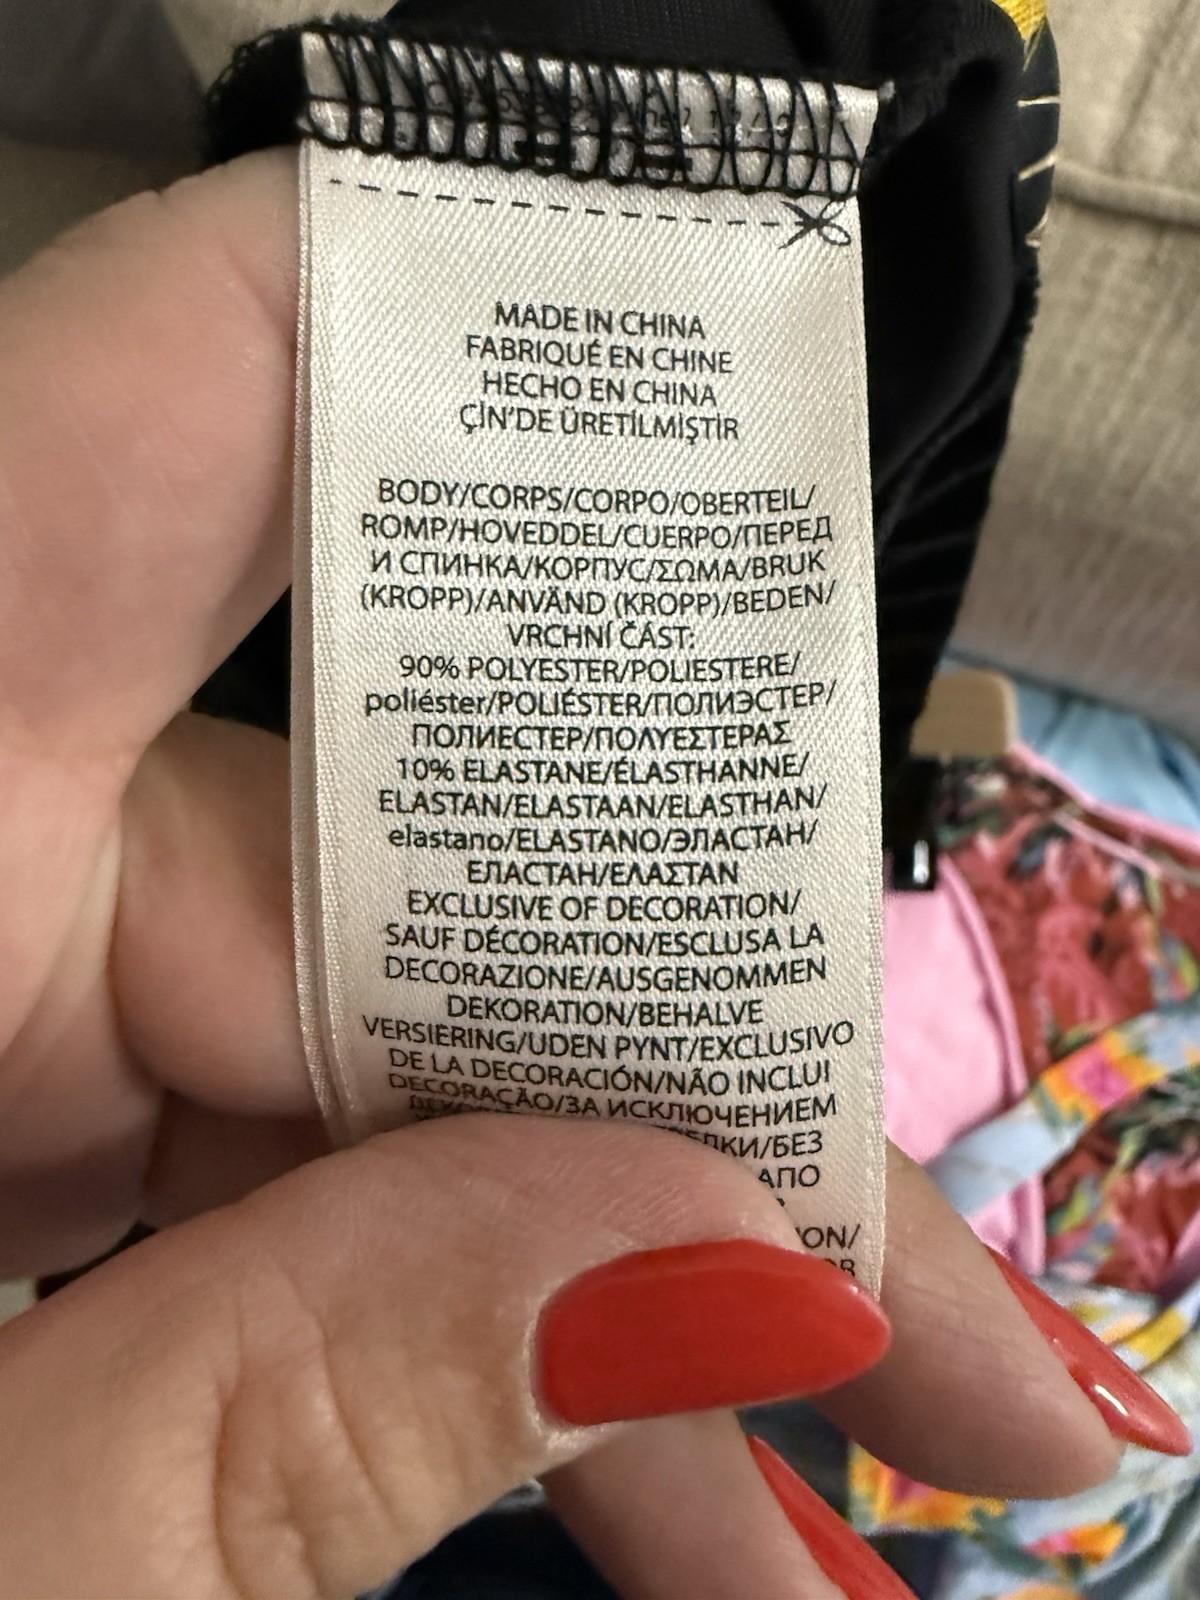 MADE IN CHINA
FABRIQUÉ EN CHINE
HECHO EN CHINA
ÇİN'DE ÜRETİLMİŞTİR
BODY/CORPS/CORPO/OBERTEIL/
ROMP/HOVEDDEL/CUERPO/ПЕРЕД
И СПИНКА/КОРПУС/ΣΩΜΑ/BRUK
(KROPP)/ANVÄND (KROPP)/BEDEN/
VRCHNÍ ČÁST:
90% POLYESTER/POLIESTERE/
poliéster/POLIÉSTER/ПОЛИЭСТЕР/
ПОЛИЕСТЕР/ΠΟΛΥΕΣΤΕΡΑΣ
10% ELASTANE/ÉLASTHANNE/
ELASTAN/ELASTAAN/ELASTHAN/
elastano/ELASTANO/ЭЛАСТАН/
ЕЛАСТАН/ΕΛΑΣΤΑΝ
EXCLUSIVE OF DECORATION/
SAUF DÉCORATION/ESCLUSA LA
DECORAZIONE/AUSGENOMMEN
DEKORATION/BEHALVE
VERSIERING/UDEN PYNT/EXCLUSIVO
DE LA DECORACIÓN/NÃO INCLUI
DECORAÇÃO/ЗА ИСКЛЮЧЕНИЕМ
БЕЗ
ΑΠΟ